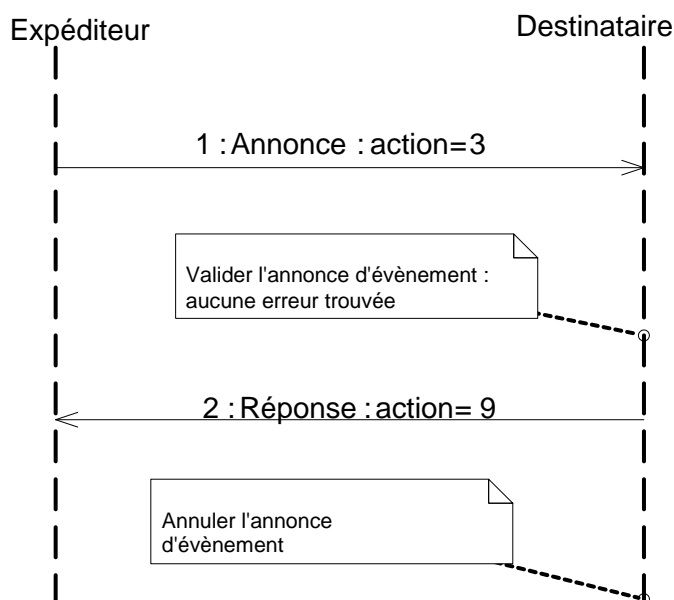 Expéditeur
Destinataire
1 : Annonce : action=3
Valider l'annonce d'évènement :
aucune erreur trouvée
2 : Réponse : action= 9
Annuler l'annonce
d'évènement